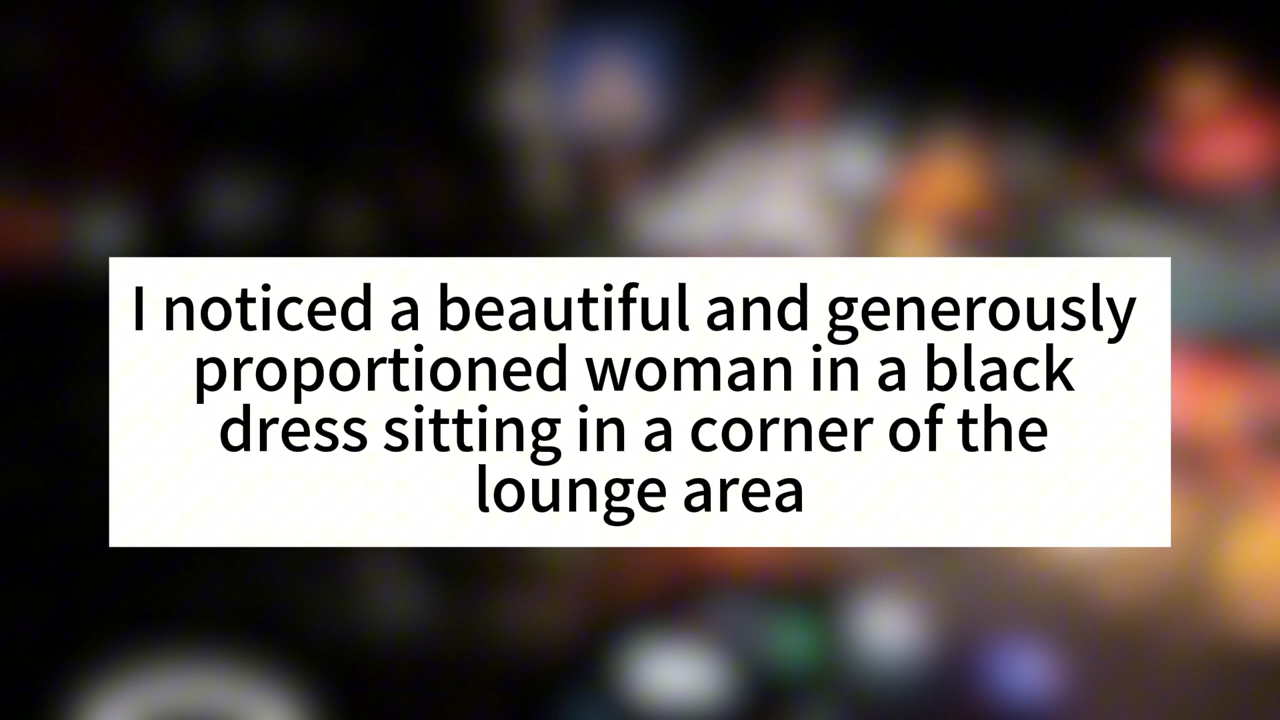 I noticed a beautiful and generously
proportioned woman in a black
dress sitting in a corner of the
lounge area